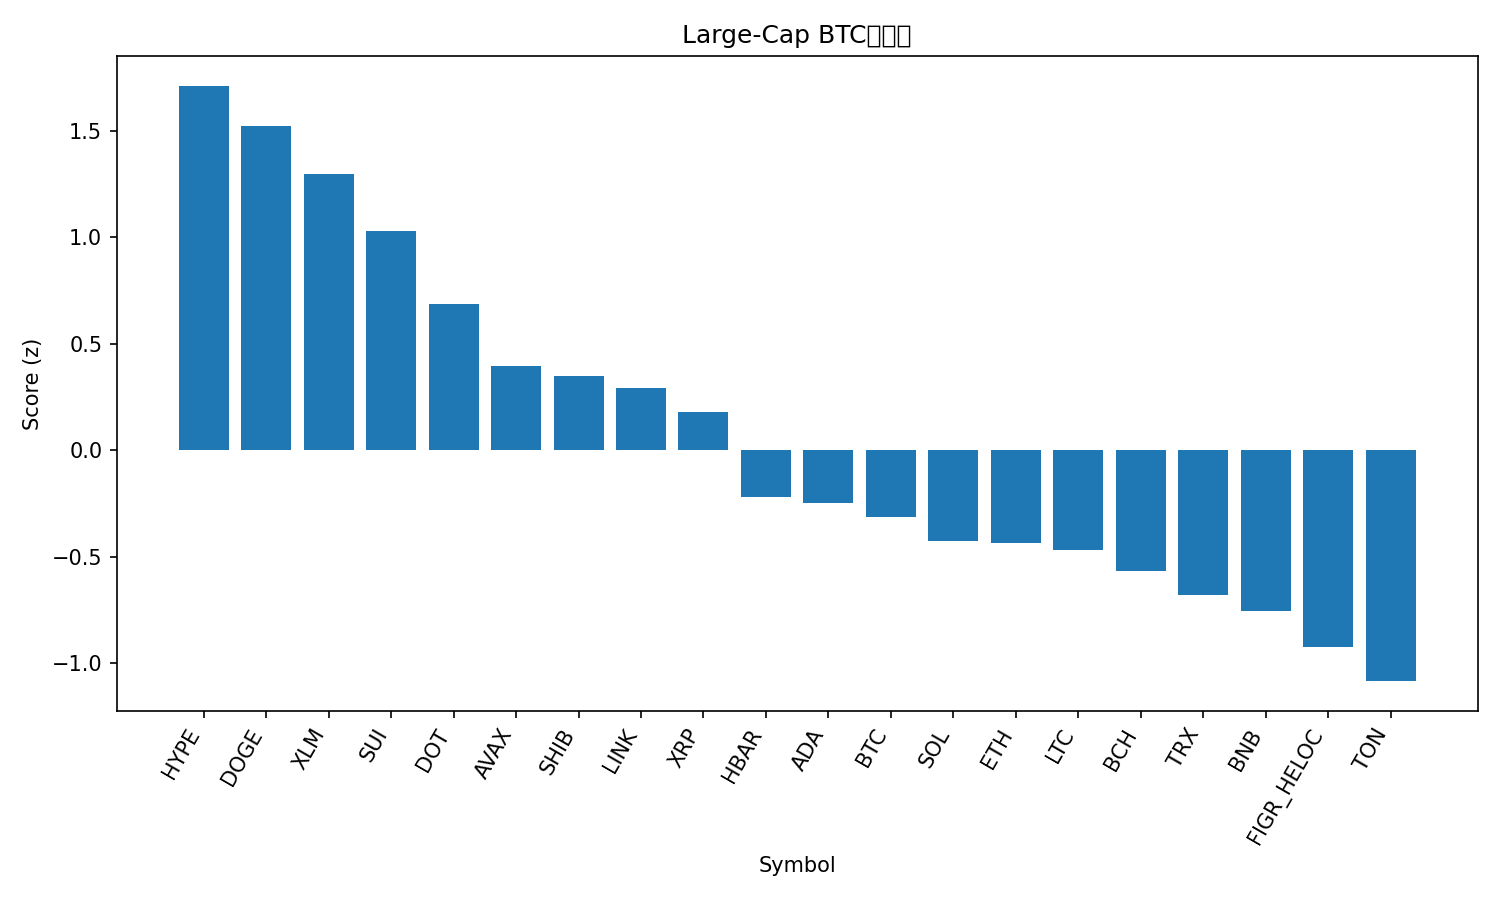 Large-Cap BTC
Score (z)
1.5
1.0
0.5
0.0
−0.5
−1.0
HYPE
DOGE
XLM
SUI
DOT
AVAX
SHIB
LINK
XRP
HBAR
ADA
BTC
SOL
ETH
LTC
BCH
TRX
BNB
FIGR_HELOC
TON
Symbol